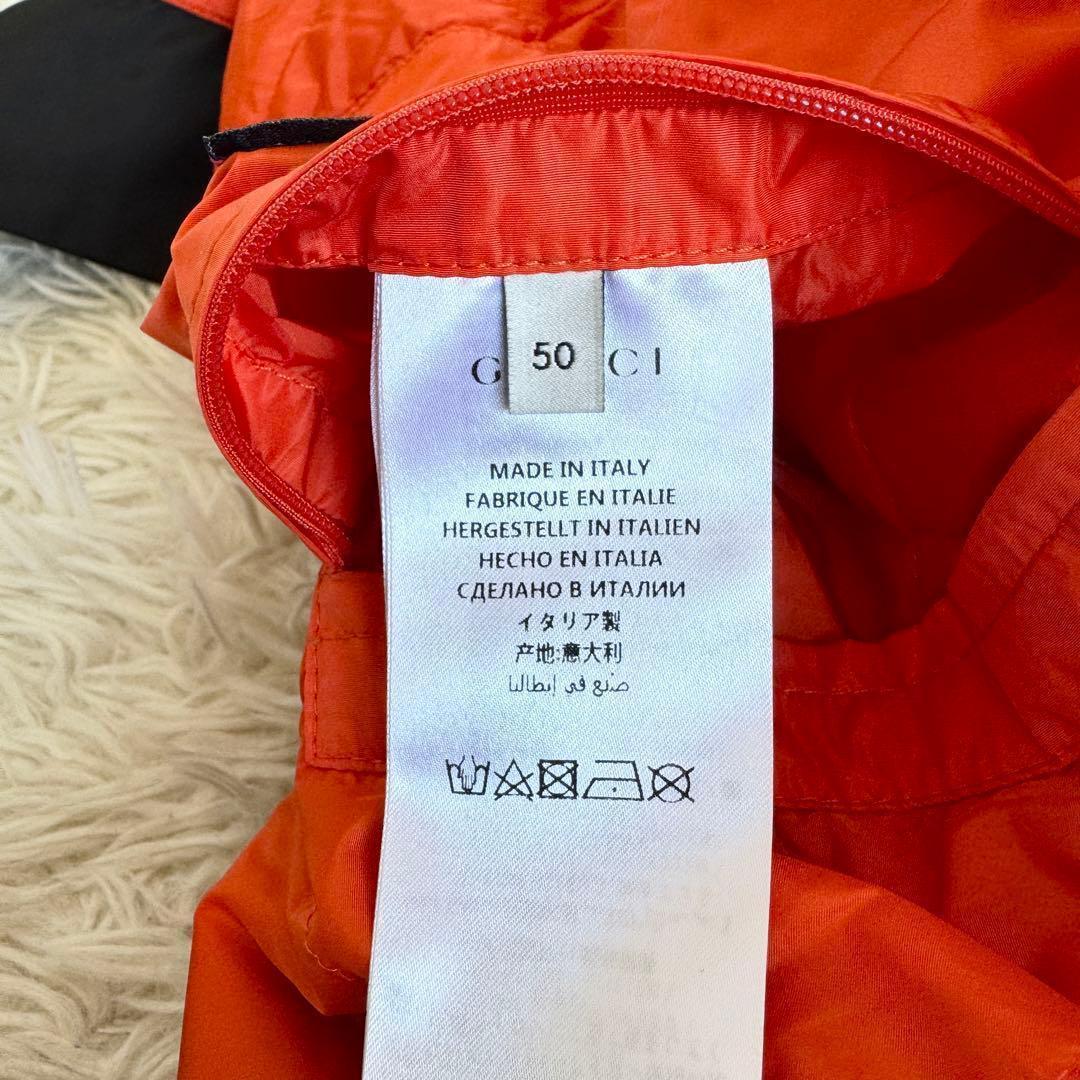 50
G CI
MADE IN ITALY
FABRIQUE EN ITALIE
HERGESTELLT IN ITALIEN
HECHO EN ITALIA
СДЕЛАНО В ИТАЛИИ
イタリア製
产地:意大利
صنع في إيطاليا